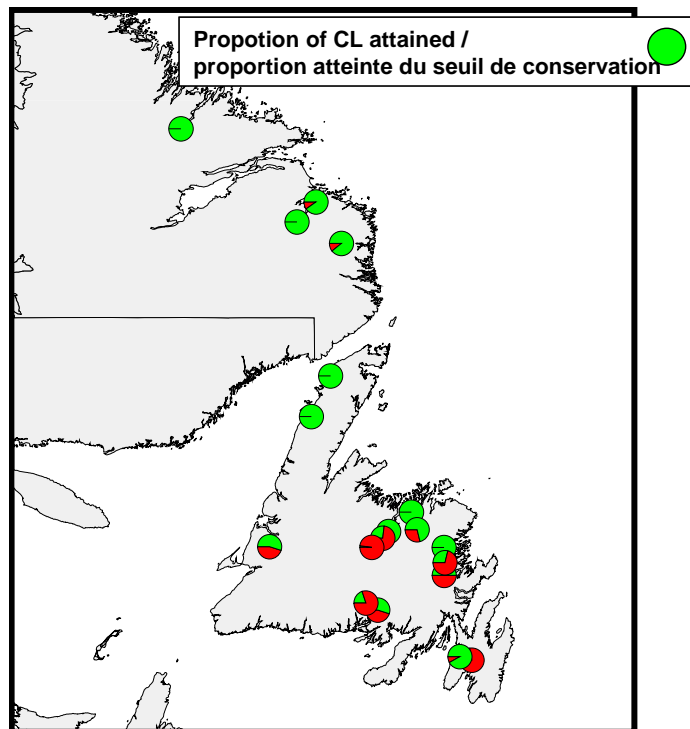 Propotion of CL attained /
proportion atteinte du seuil de conservation